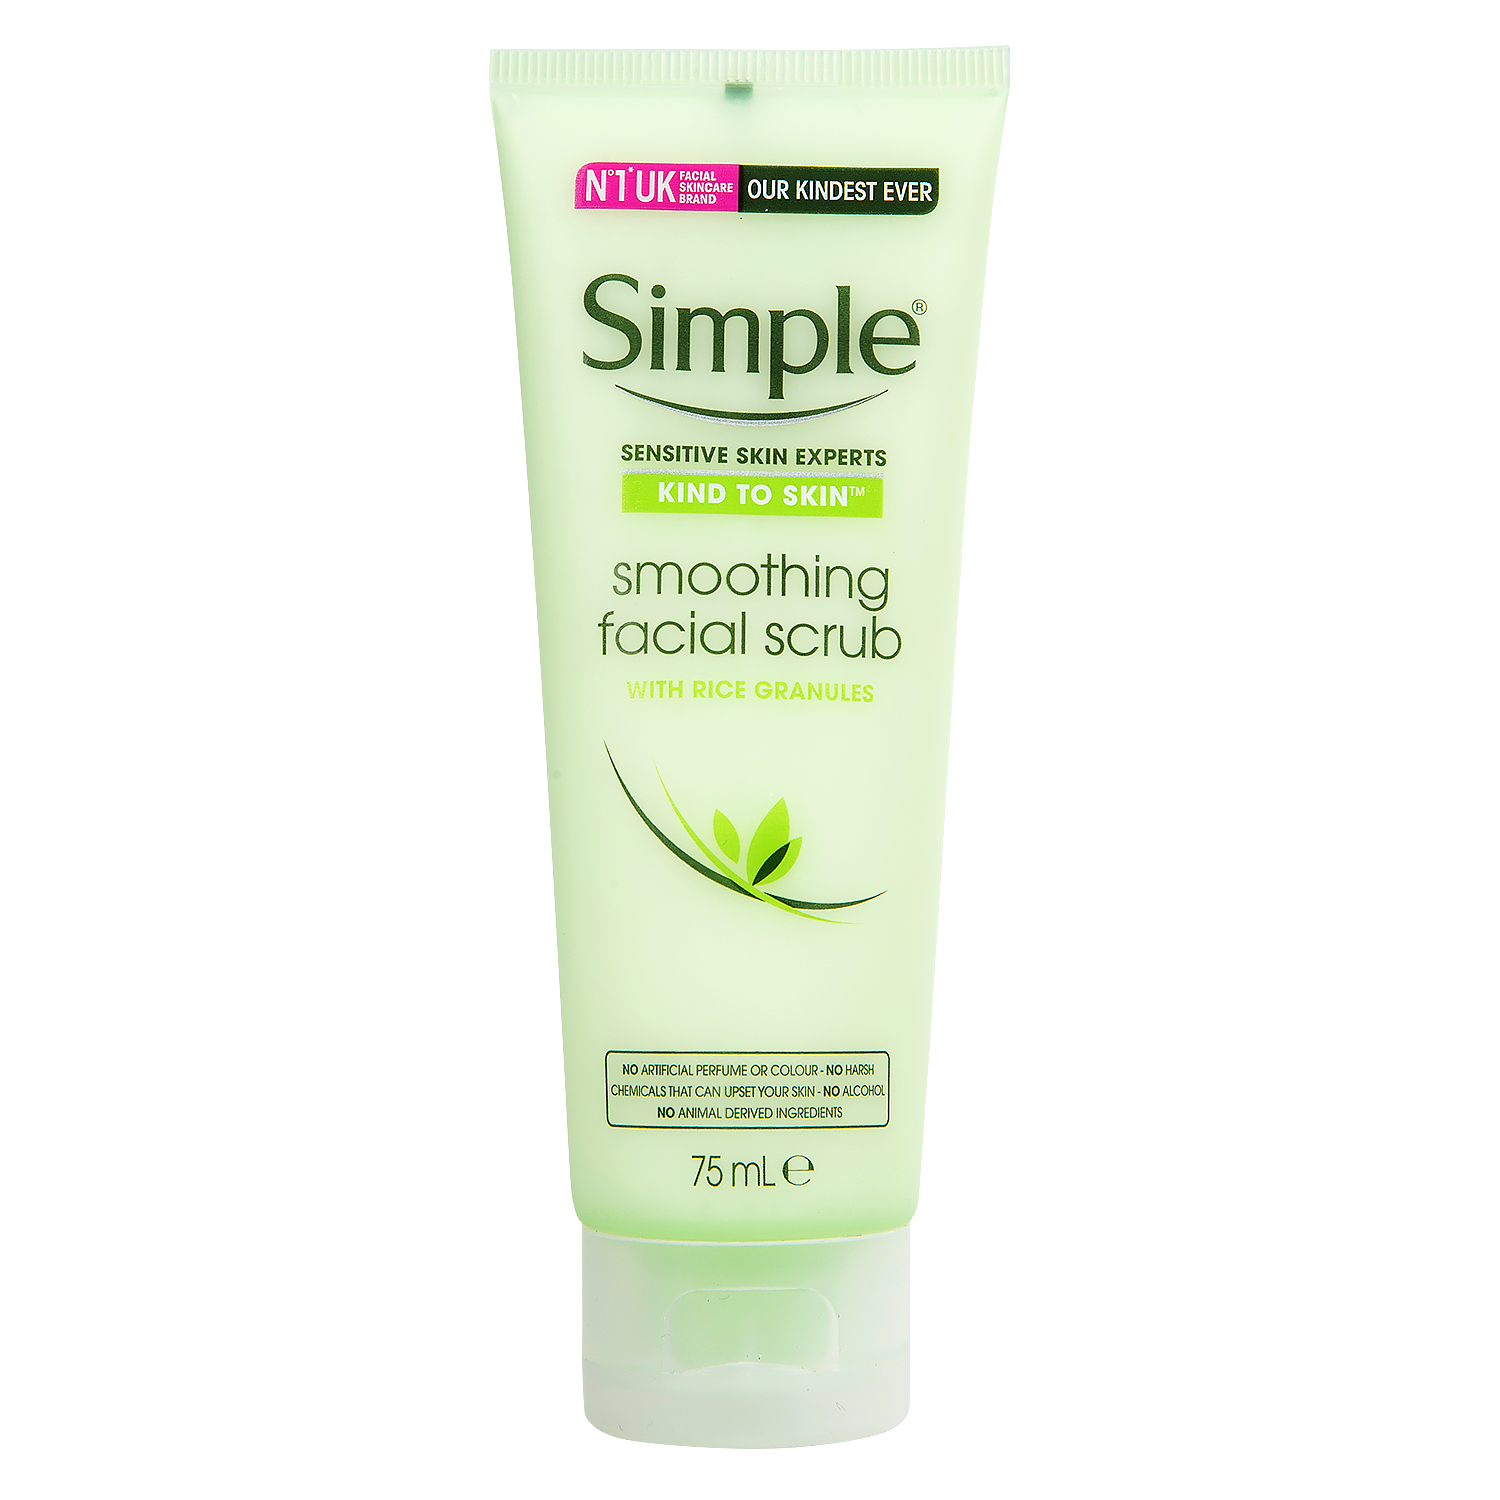 N°1* UK FACIAL SKINCARE BRAND OUR KINDEST EVER
Simple®
SENSITIVE SKIN EXPERTS
KIND TO SKIN™
smoothing
facial scrub
WITH RICE GRANULES
NO ARTIFICIAL PERFUME OR COLOUR - NO HARSH
CHEMICALS THAT CAN UPSET YOUR SKIN - NO ALCOHOL
NO ANIMAL DERIVED INGREDIENTS
75 mL ℮